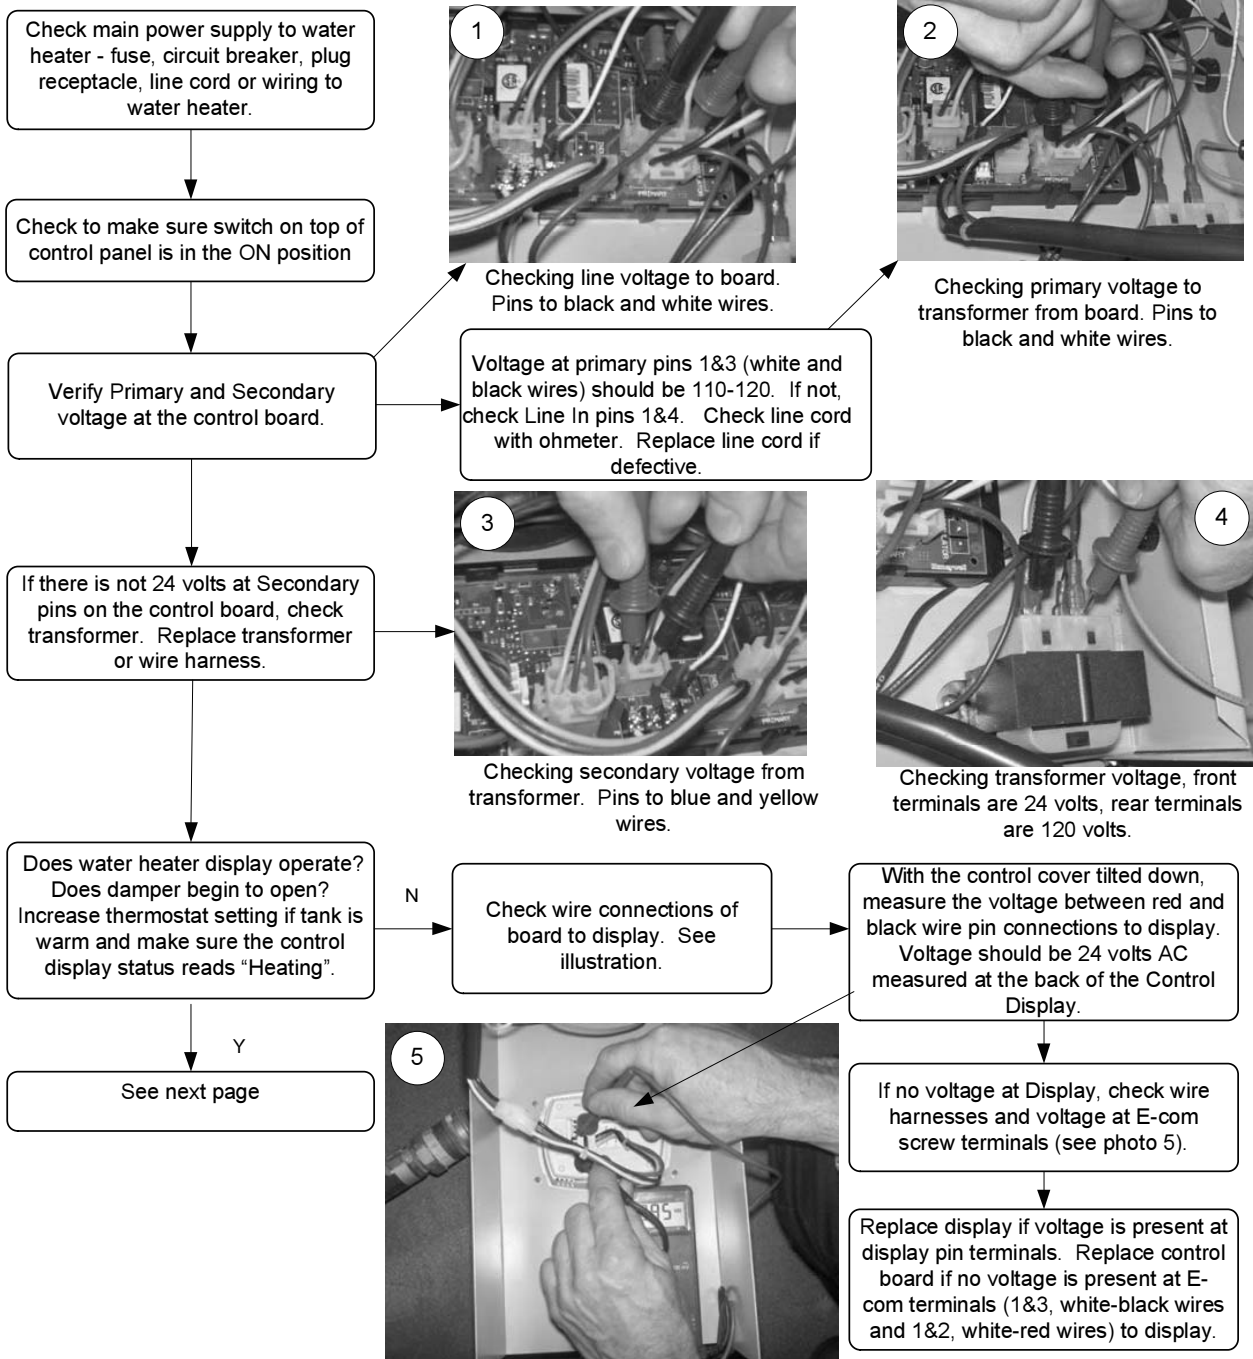 Check main power supply to water
heater - fuse, circuit breaker, plug
receptacle, line cord or wiring to
water heater.
1
2
Check to make sure switch on top of
control panel is in the ON position
PRIMARY
Checking line voltage to board.
Pins to black and white wires.
Checking primary voltage to
transformer from board. Pins to
black and white wires.
Verify Primary and Secondary
voltage at the control board.
Voltage at primary pins 1&3 (white and
black wires) should be 110-120.  If not,
check Line In pins 1&4.   Check line cord
with ohmeter.  Replace line cord if
defective.
3
4
Honeywell
If there is not 24 volts at Secondary
pins on the control board, check
transformer.  Replace transformer
or wire harness.
PRIMARY
Checking secondary voltage from
transformer.  Pins to blue and yellow
wires.
Checking transformer voltage, front
terminals are 24 volts, rear terminals
are 120 volts.
Does water heater display operate?
Does damper begin to open?
Increase thermostat setting if tank is
warm and make sure the control
display status reads “Heating”.
N
Check wire connections of
board to display.  See
illustration.
With the control cover tilted down,
measure the voltage between red and
black wire pin connections to display.
Voltage should be 24 volts AC
measured at the back of the Control
Display.
Y
See next page
5
If no voltage at Display, check wire
harnesses and voltage at E-com
screw terminals (see photo 5).
Replace display if voltage is present at
display pin terminals.  Replace control
board if no voltage is present at E-
com terminals (1&3, white-black wires
and 1&2, white-red wires) to display.